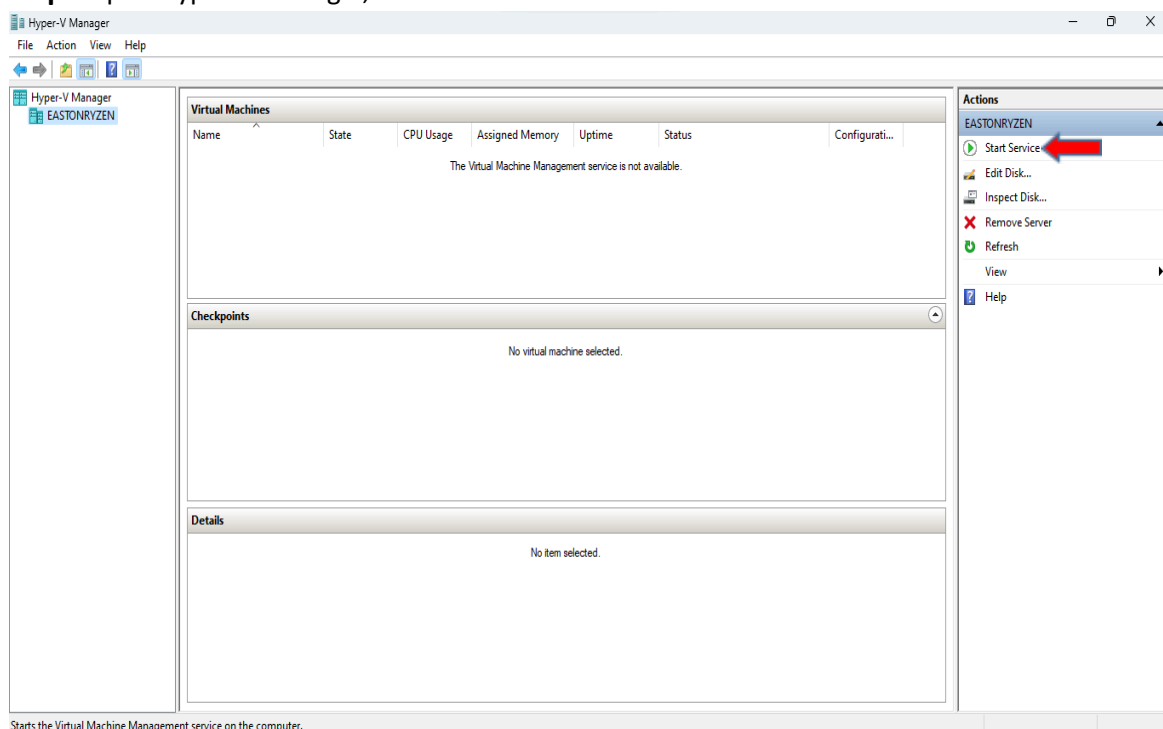 Hyper-V Manager
File Action View Help
Hyper-V Manager
EASTONRYZEN
Virtual Machines
Name State CPU Usage Assigned Memory Uptime Status Configurati...
The Virtual Machine Management service is not available.
Checkpoints
No virtual machine selected.
Details
No item selected.
Actions
EASTONRYZEN
Start Service
Edit Disk...
Inspect Disk...
Remove Server
Refresh
View
Help
Starts the Virtual Machine Management service on the computer.